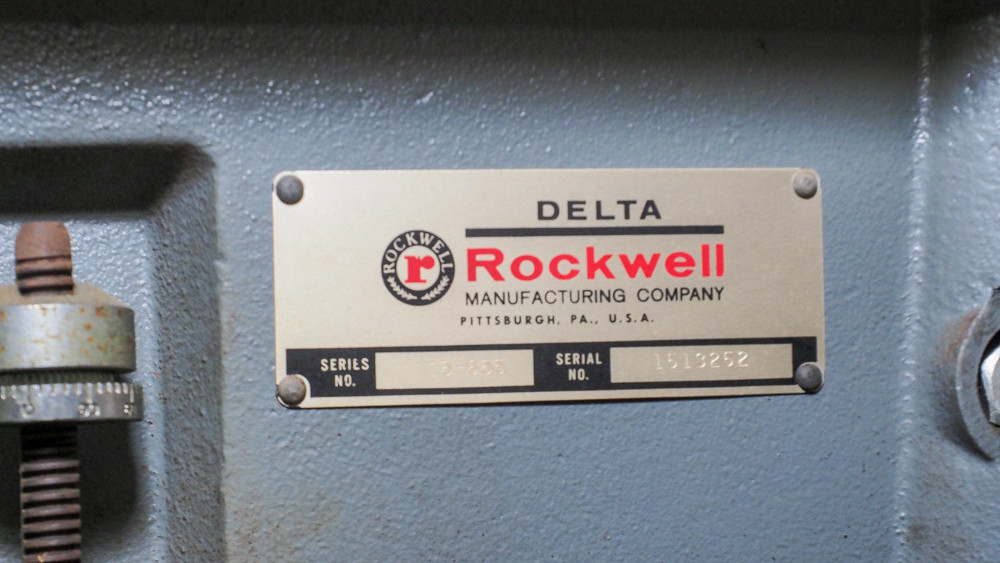 DELTA
ROCKWELL
r
Rockwell
MANUFACTURING COMPANY
PITTSBURGH, PA., U.S.A.
SERIES NO.
SERIAL NO.
1513252